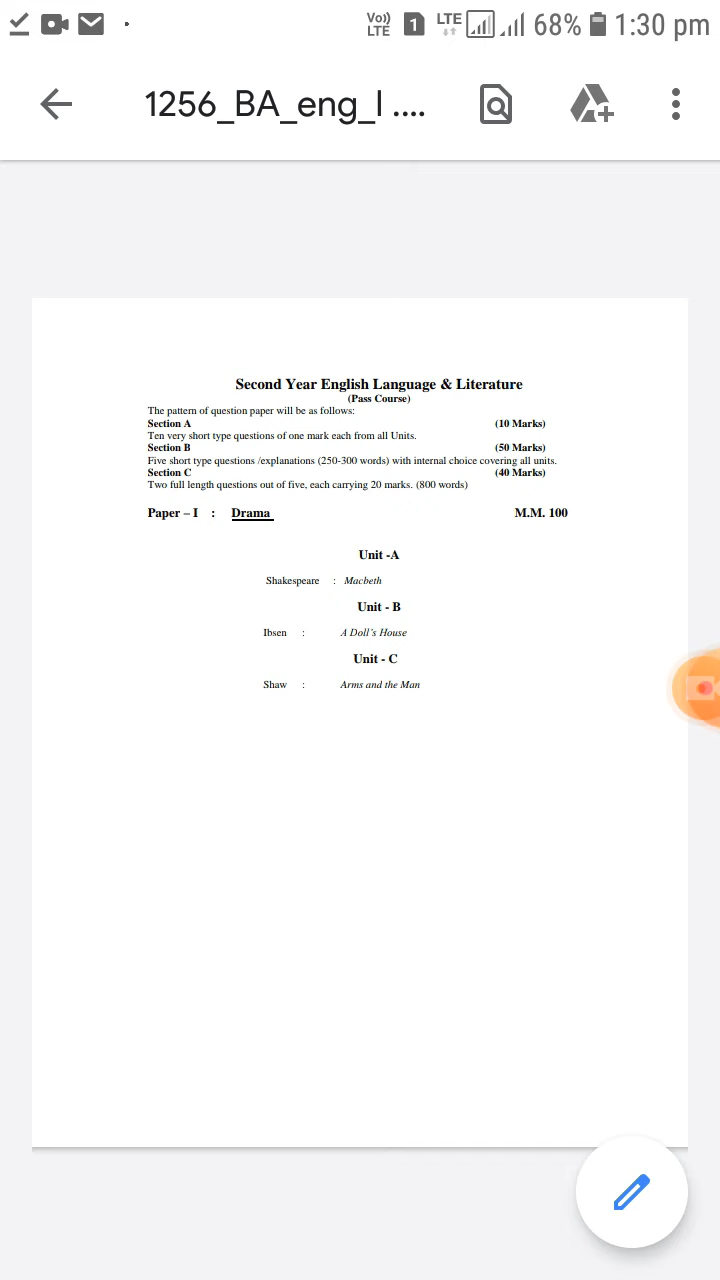 Vo)) LTE 1 LTE 68% 1:30 pm
1256_BA_eng_I ....
Second Year English Language & Literature
(Pass Course)
The pattern of question paper will be as follows:
Section A (10 Marks)
Ten very short type questions of one mark each from all Units.
Section B (50 Marks)
Five short type questions /explanations (250-300 words) with internal choice covering all units.
Section C (40 Marks)
Two full length questions out of five, each carrying 20 marks. (800 words)
Paper – I : Drama M.M. 100
Unit -A
Shakespeare : Macbeth
Unit - B
Ibsen : A Doll's House
Unit - C
Shaw : Arms and the Man